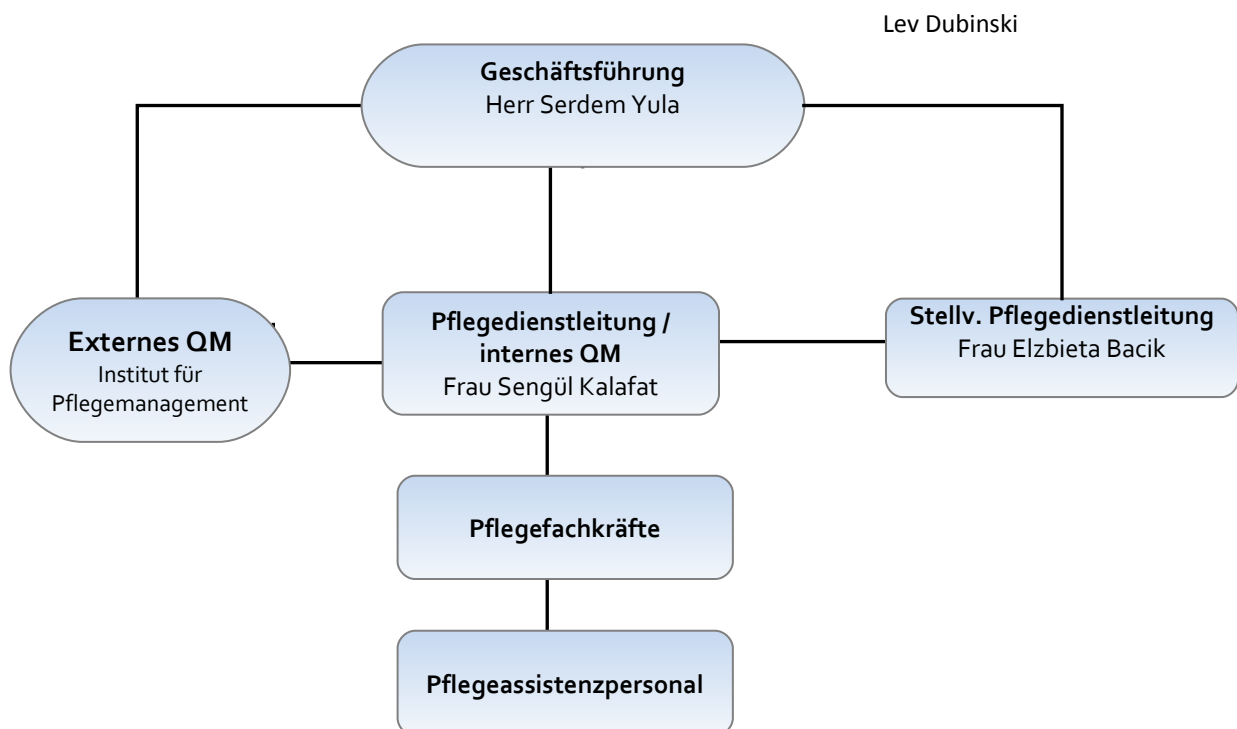 Lev Dubinski
Geschäftsführung
Herr Serdem Yula
Externes QM
Institut für
Pflegemanagement
Pflegedienstleitung /
internes QM
Frau Sengül Kalafat
Stellv. Pflegedienstleitung
Frau Elzbieta Bacik
Pflegefachkräfte
Pflegeassistenzpersonal